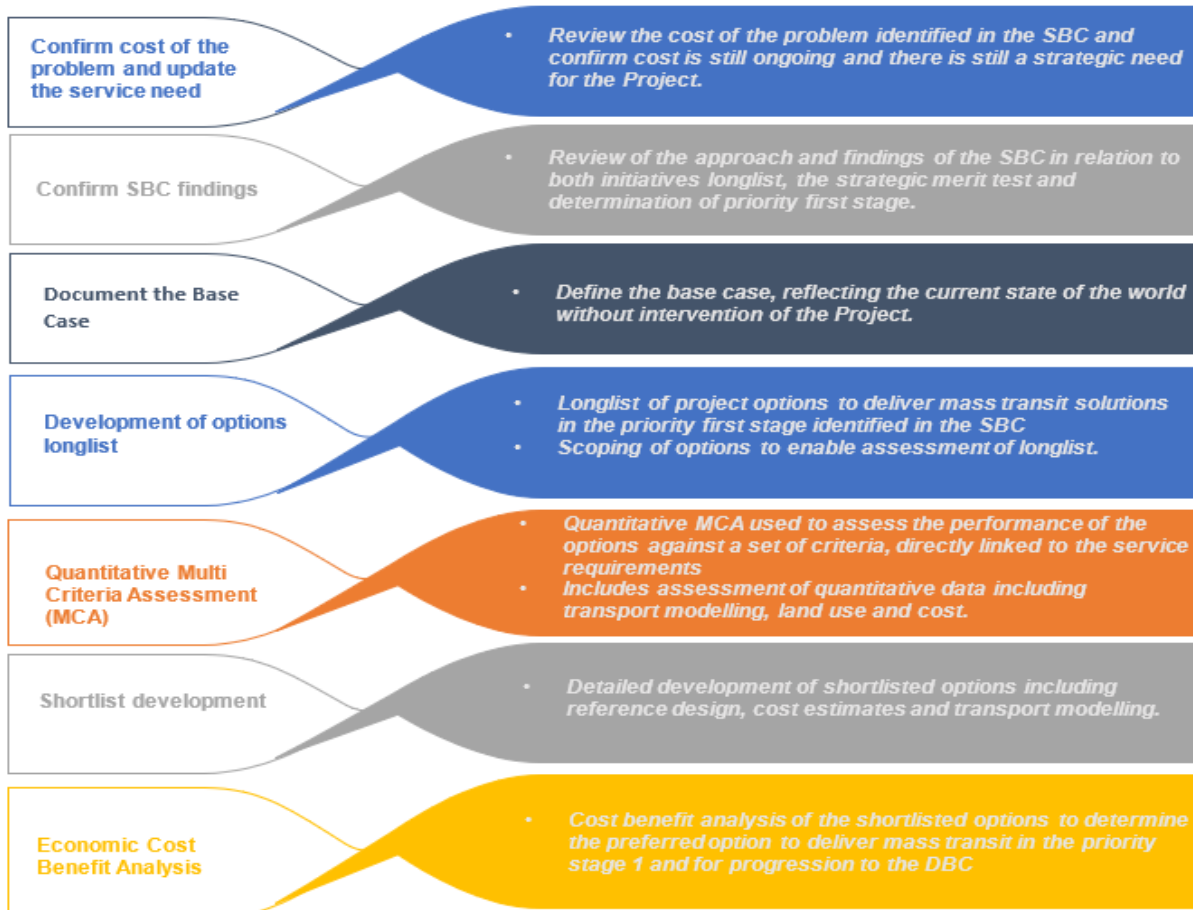 Confirm cost of the
problem and update
the service need
• Review the cost of the problem identified in the SBC and
confirm cost is still ongoing and there is still a strategic need
for the Project.
Confirm SBC findings
• Review of the approach and findings of the SBC in relation to
both initiatives longlist, the strategic merit test and
determination of priority first stage.
Document the Base
Case
• Define the base case, reflecting the current state of the world
without intervention of the Project.
Development of options
longlist
• Longlist of project options to deliver mass transit solutions
in the priority first stage identified in the SBC
• Scoping of options to enable assessment of longlist.
Quantitative Multi
Criteria Assessment
(MCA)
• Quantitative MCA used to assess the performance of the
options against a set of criteria, directly linked to the service
requirements
• Includes assessment of quantitative data including
transport modelling, land use and cost.
Shortlist development
• Detailed development of shortlisted options including
reference design, cost estimates and transport modelling.
Economic Cost
Benefit Analysis
• Cost benefit analysis of the shortlisted options to determine
the preferred option to deliver mass transit in the priority
stage 1 and for progression to the DBC